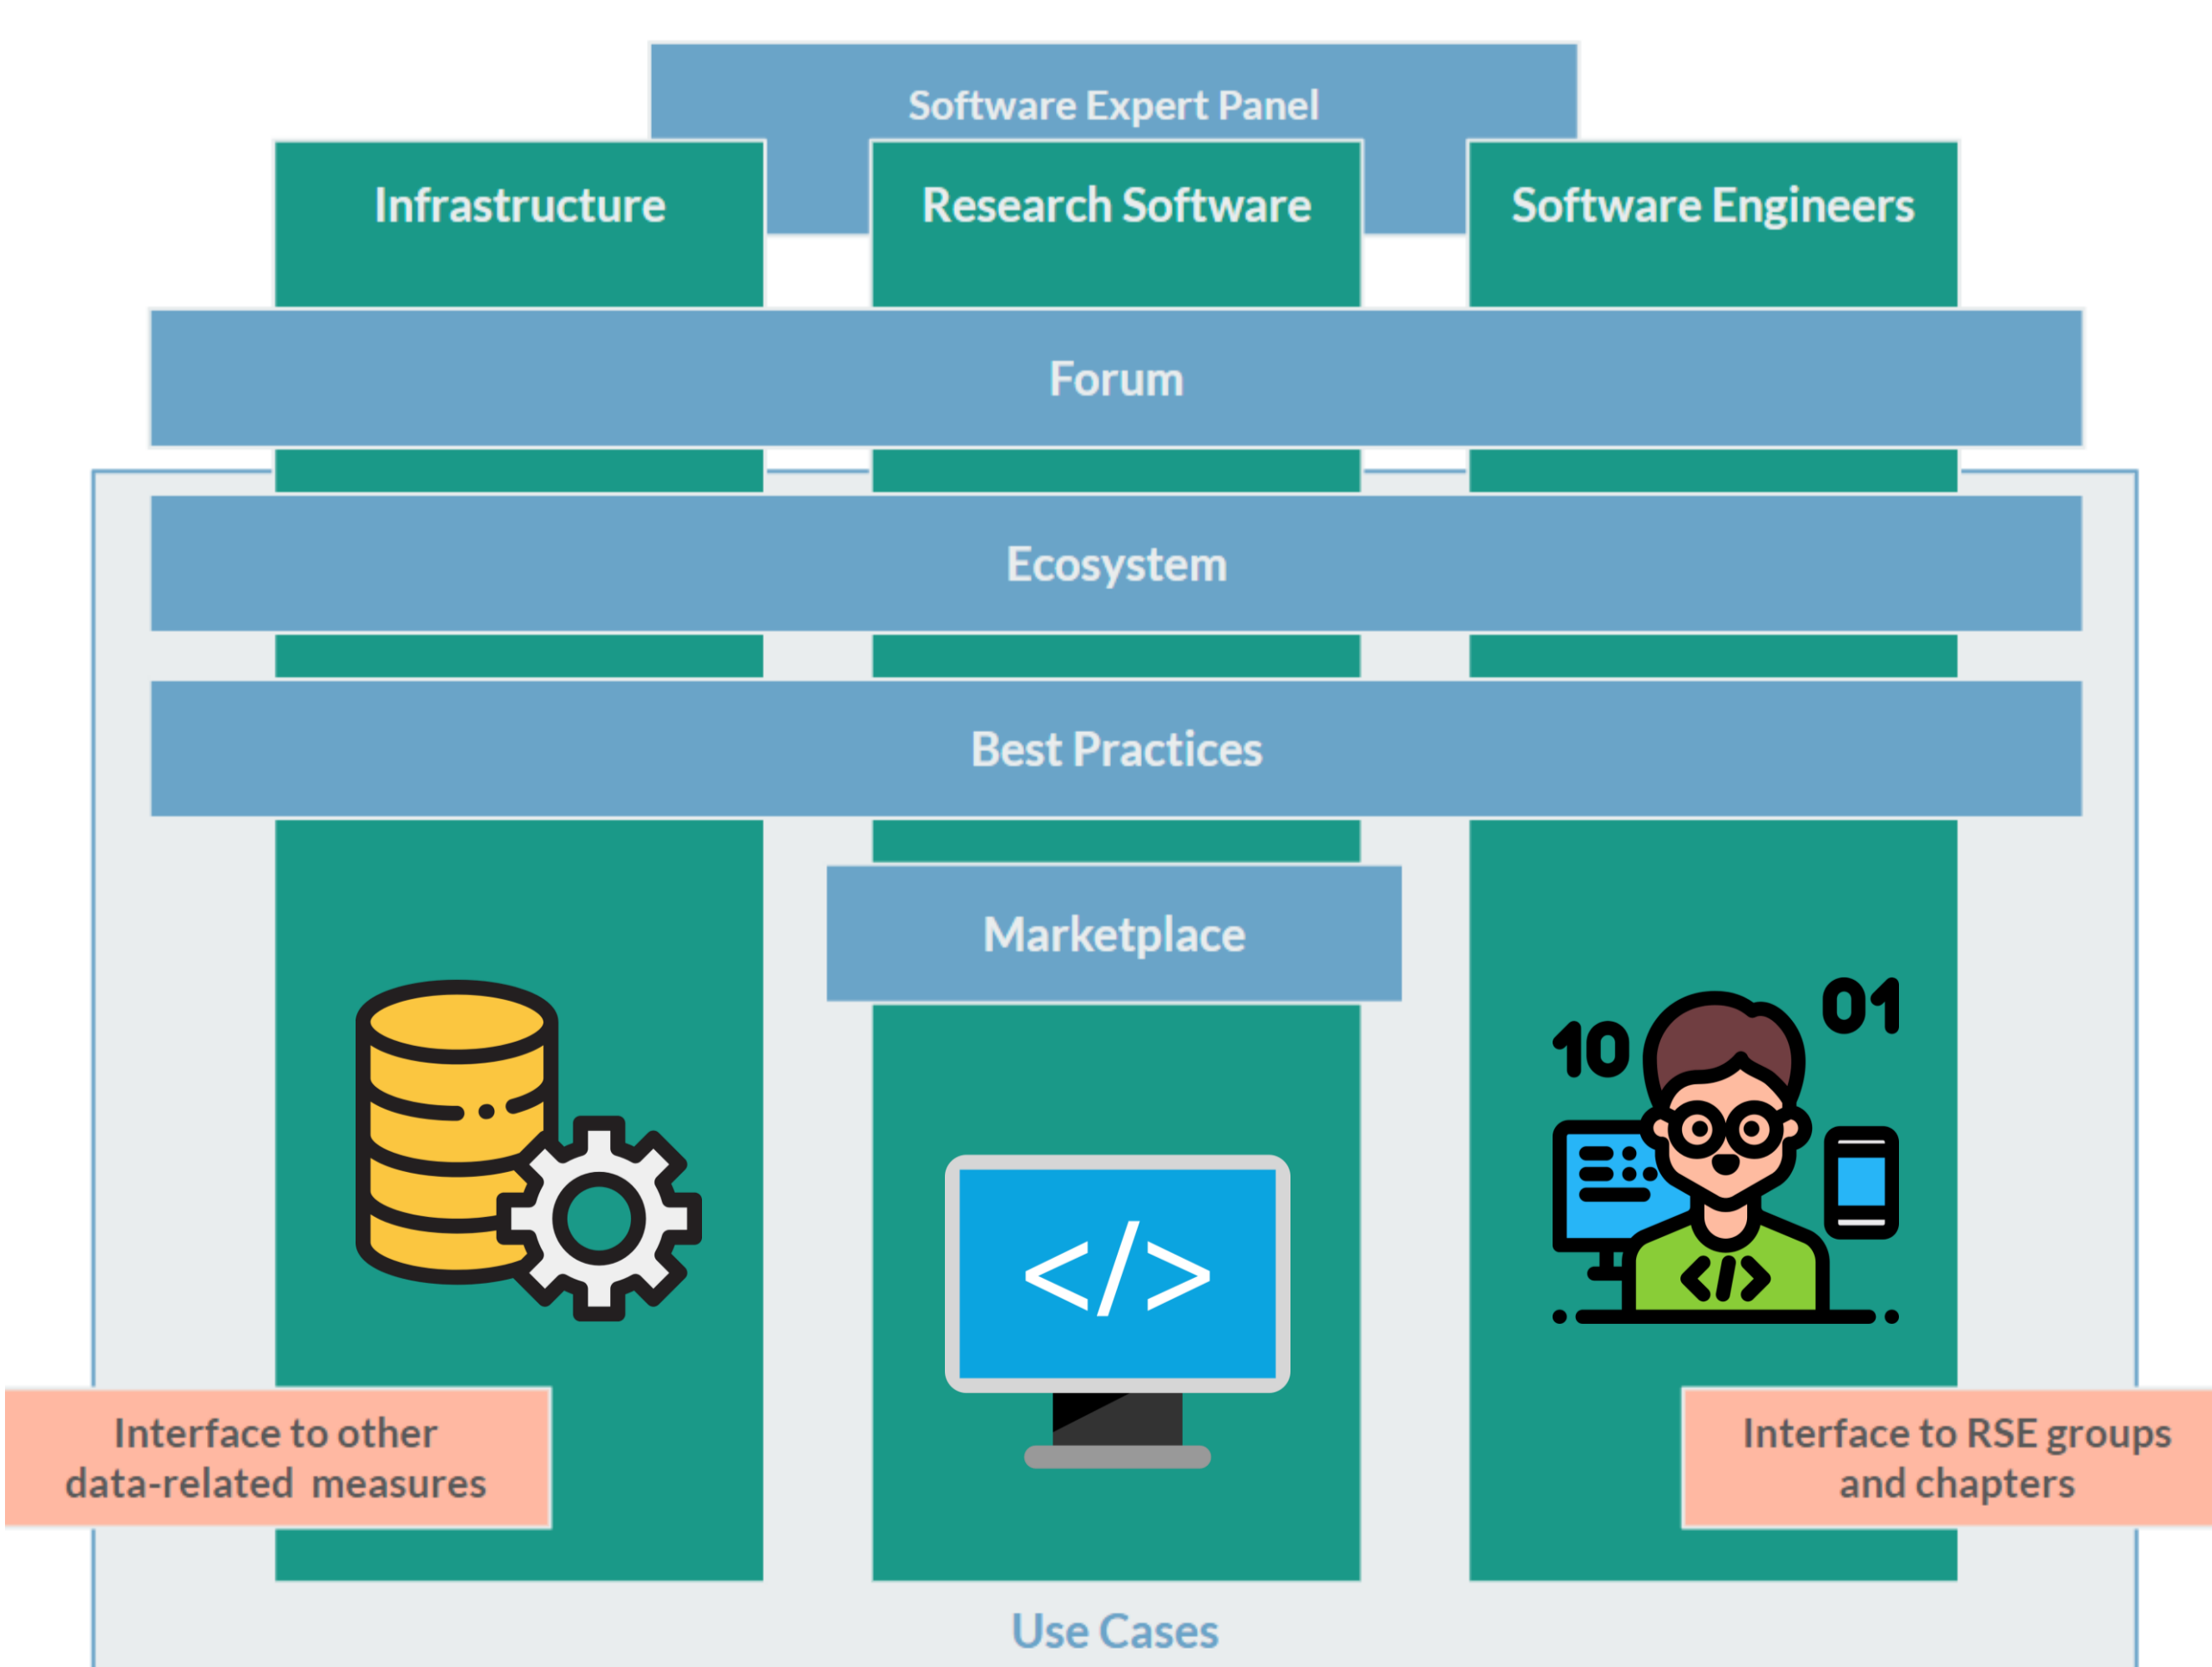 Software Expert Panel
Infrastructure
Research Software
Software Engineers
Forum
Ecosystem
Best Practices
Marketplace
10
01
</>
</>
Interface to other
data-related measures
Interface to RSE groups
and chapters
Use Cases